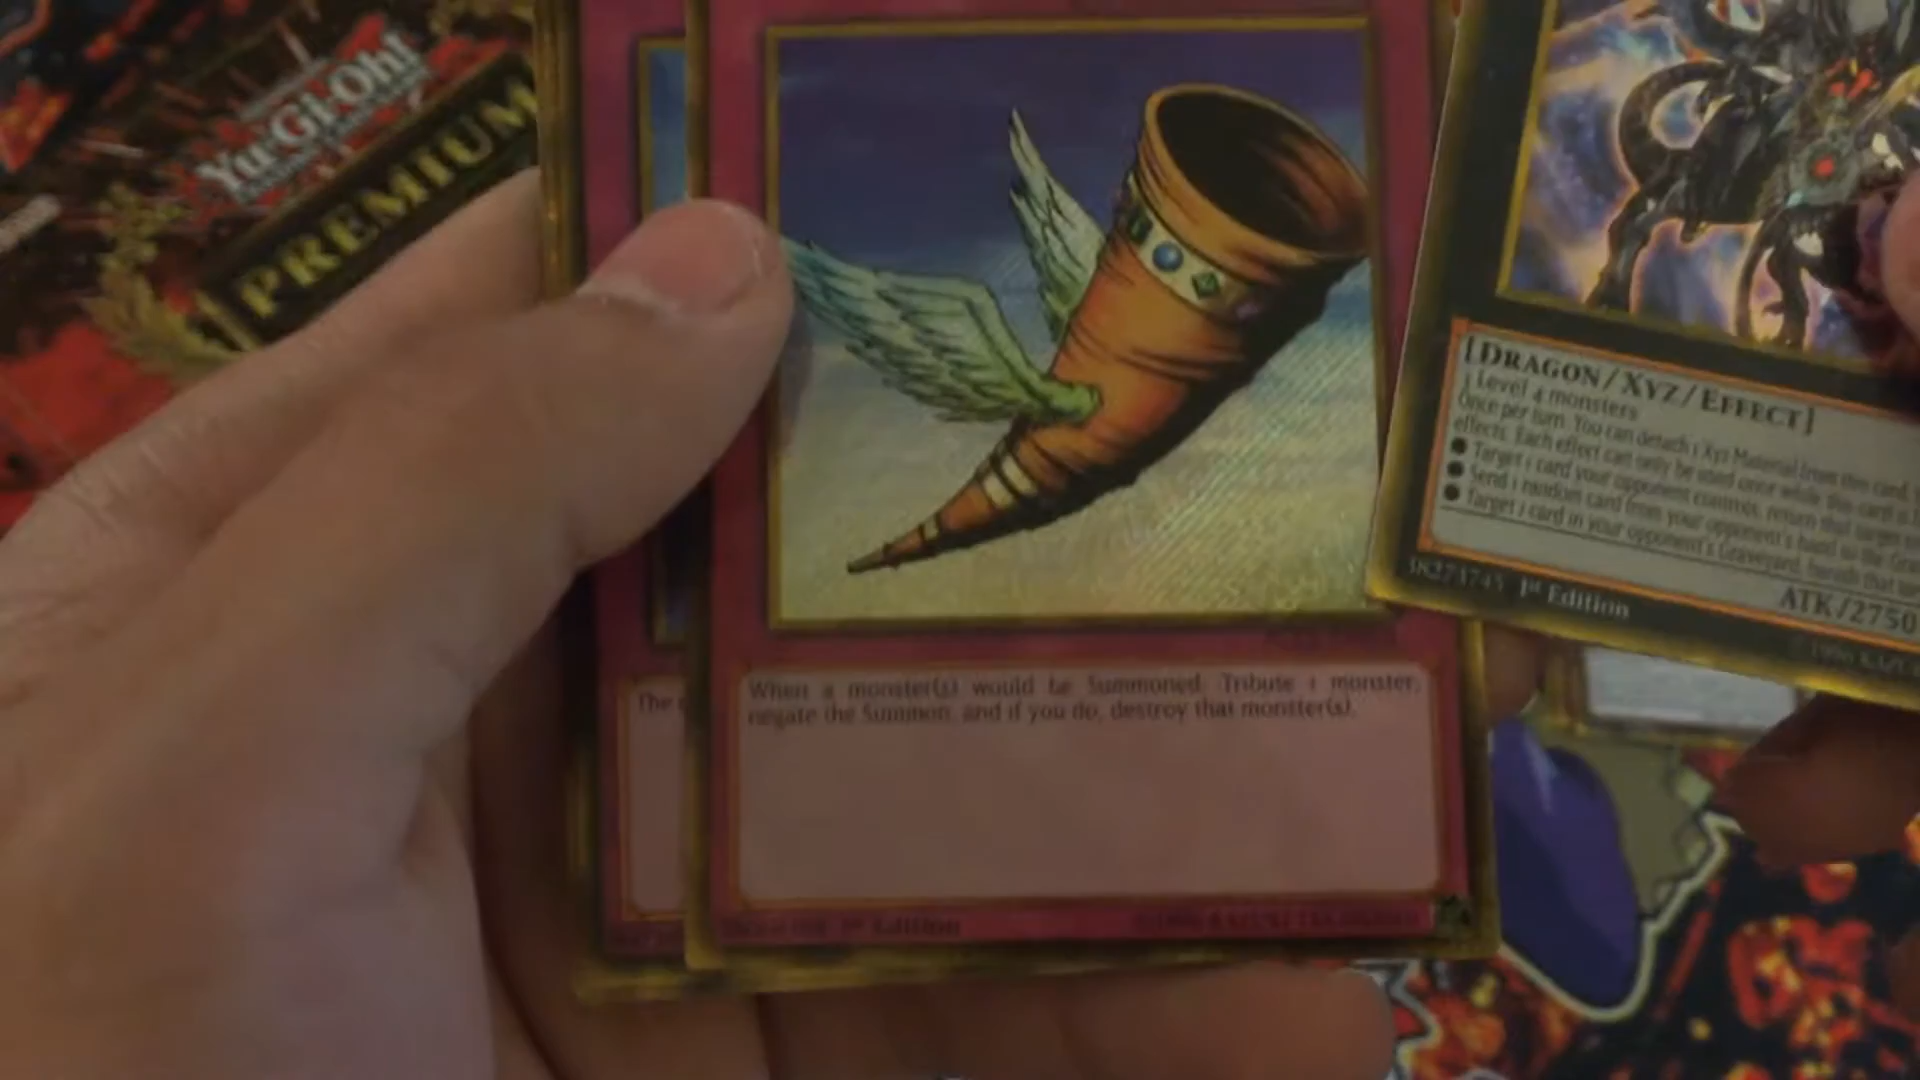 Yu-Gi-Oh!
PREMIUM
When a monster(s) would be Summoned: Tribute 1 monster;
negate the Summon, and if you do, destroy that monster(s).
The
1st Edition
[DRAGON/XYZ/EFFECT]
3 Level 4 monsters
Once per turn: You can detach 1 Xyz Material from this card,
effects. Each effect can only be used once while this card is
● Target 1 card your opponent controls; return that target
● Send 1 random card from your opponent's hand to the Grav
● Target 1 card in your opponent's Graveyard; banish that
1st Edition
ATK/2750